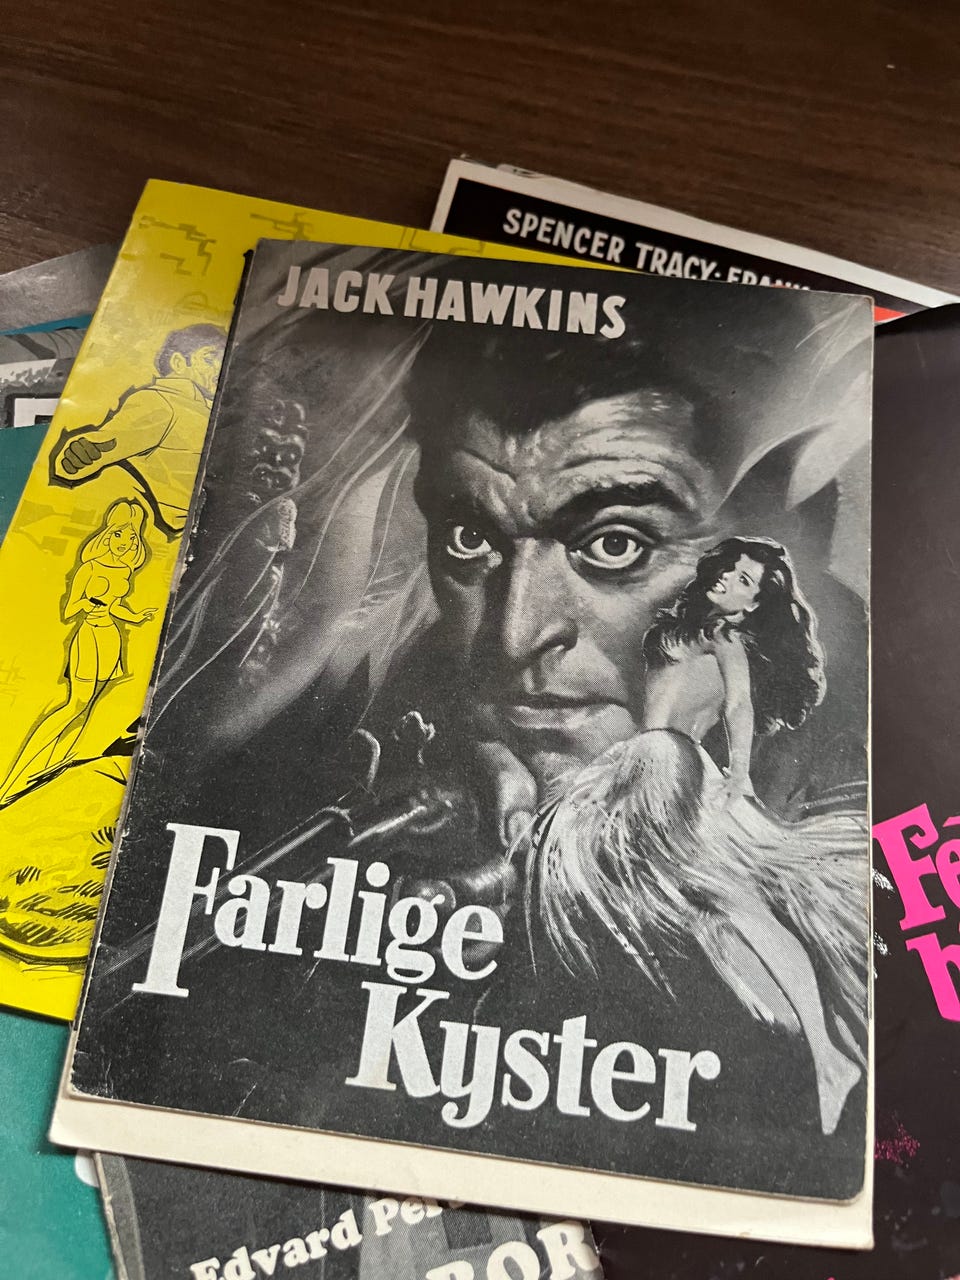 SPENCER TRACY·
JACK HAWKINS
Farlige
Kyster
Edvard